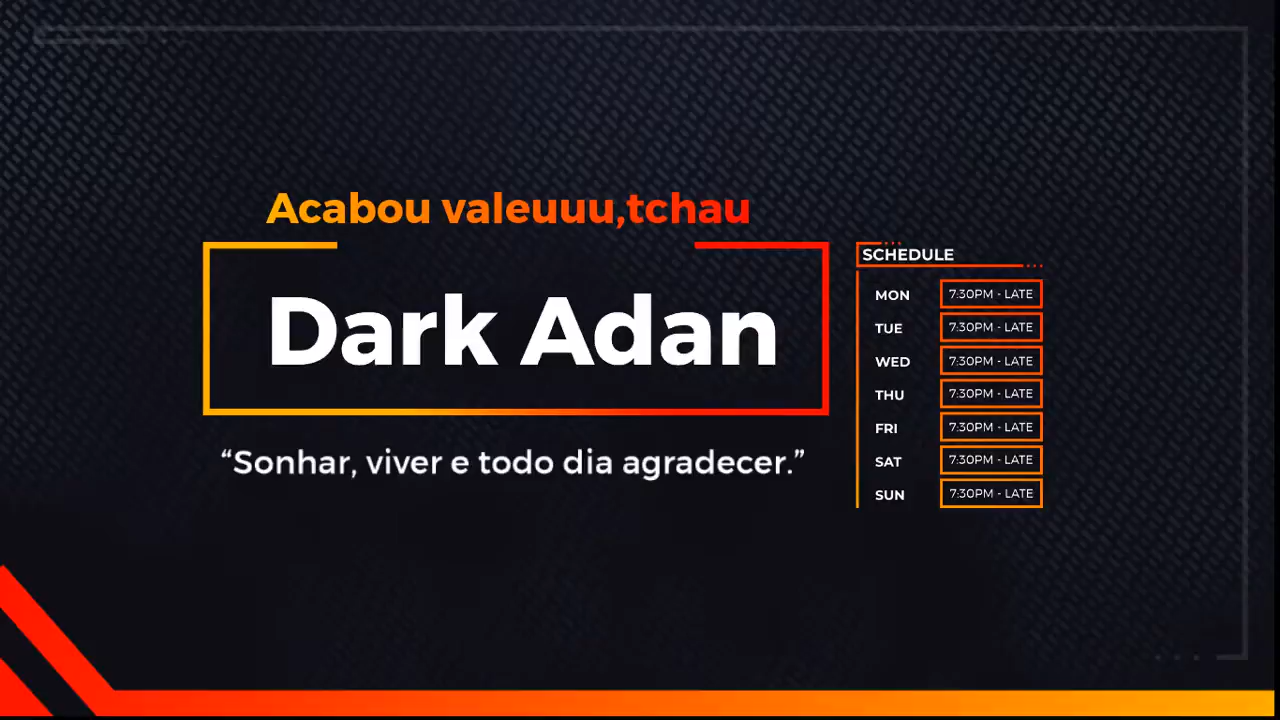 Acabou valeuuu,tchau
Dark Adan
“Sonhar, viver e todo dia agradecer.”
SCHEDULE
MON 7:30PM - LATE
TUE 7:30PM - LATE
WED 7:30PM - LATE
THU 7:30PM - LATE
FRI 7:30PM - LATE
SAT 7:30PM - LATE
SUN 7:30PM - LATE